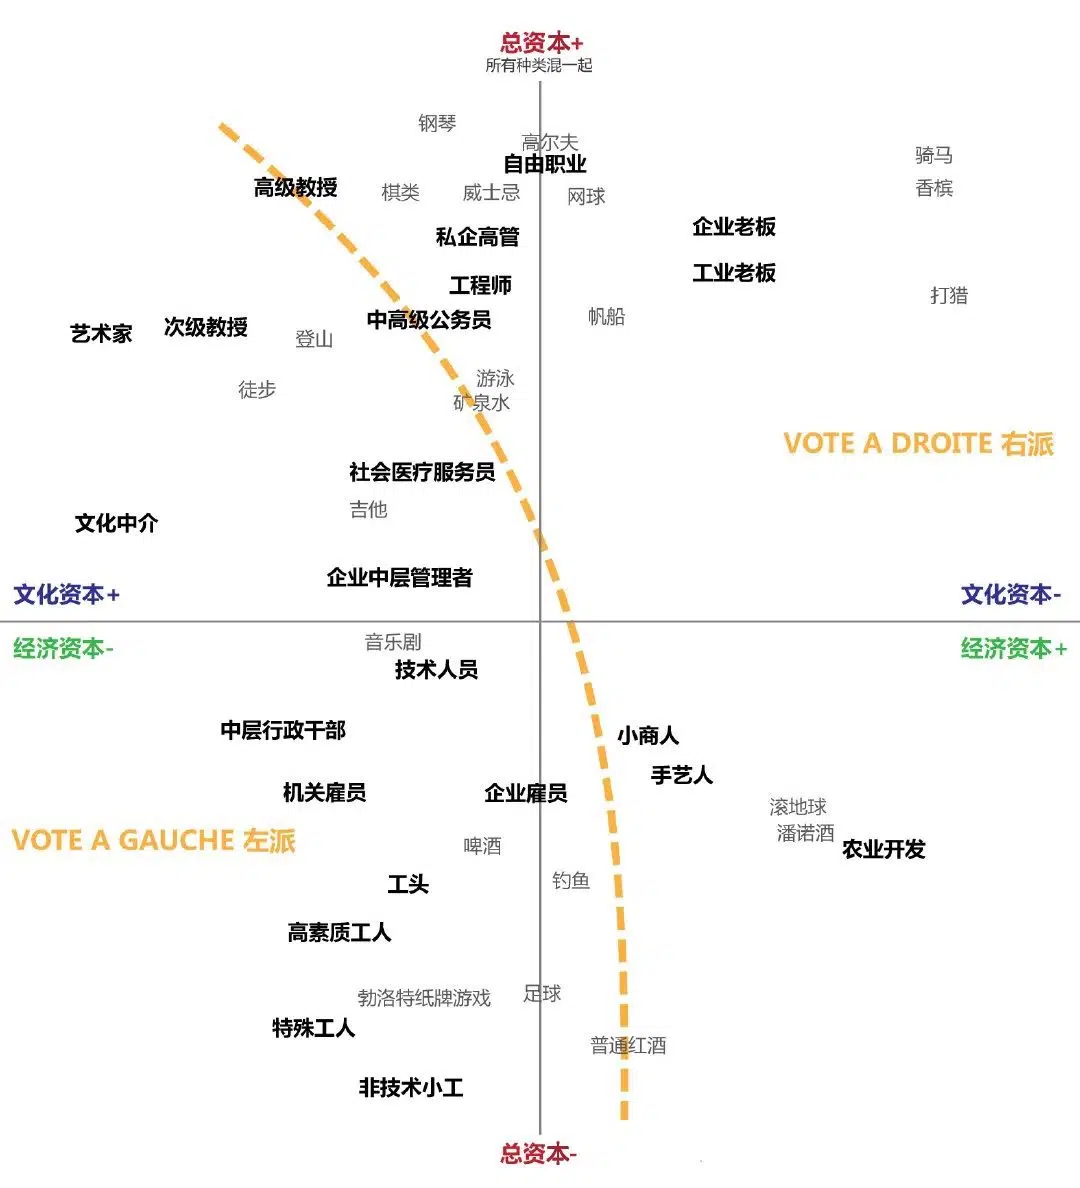 总资本+
所有种类混一起
钢琴
高尔夫
自由职业
骑马
高级教授
棋类
威士忌
网球
香槟
企业老板
私企高管
工业老板
工程师
打猎
中高级公务员
帆船
艺术家
次级教授
登山
游泳
徒步
矿泉水
VOTE A DROITE 右派
社会医疗服务员
吉他
文化中介
企业中层管理者
文化资本+
文化资本-
经济资本-
经济资本+
音乐剧
技术人员
中层行政干部
小商人
手艺人
机关雇员
企业雇员
滚地球
潘诺酒
VOTE A GAUCHE 左派
啤酒
农业开发
工头
钓鱼
高素质工人
勃洛特纸牌游戏
足球
特殊工人
普通红酒
非技术小工
总资本-